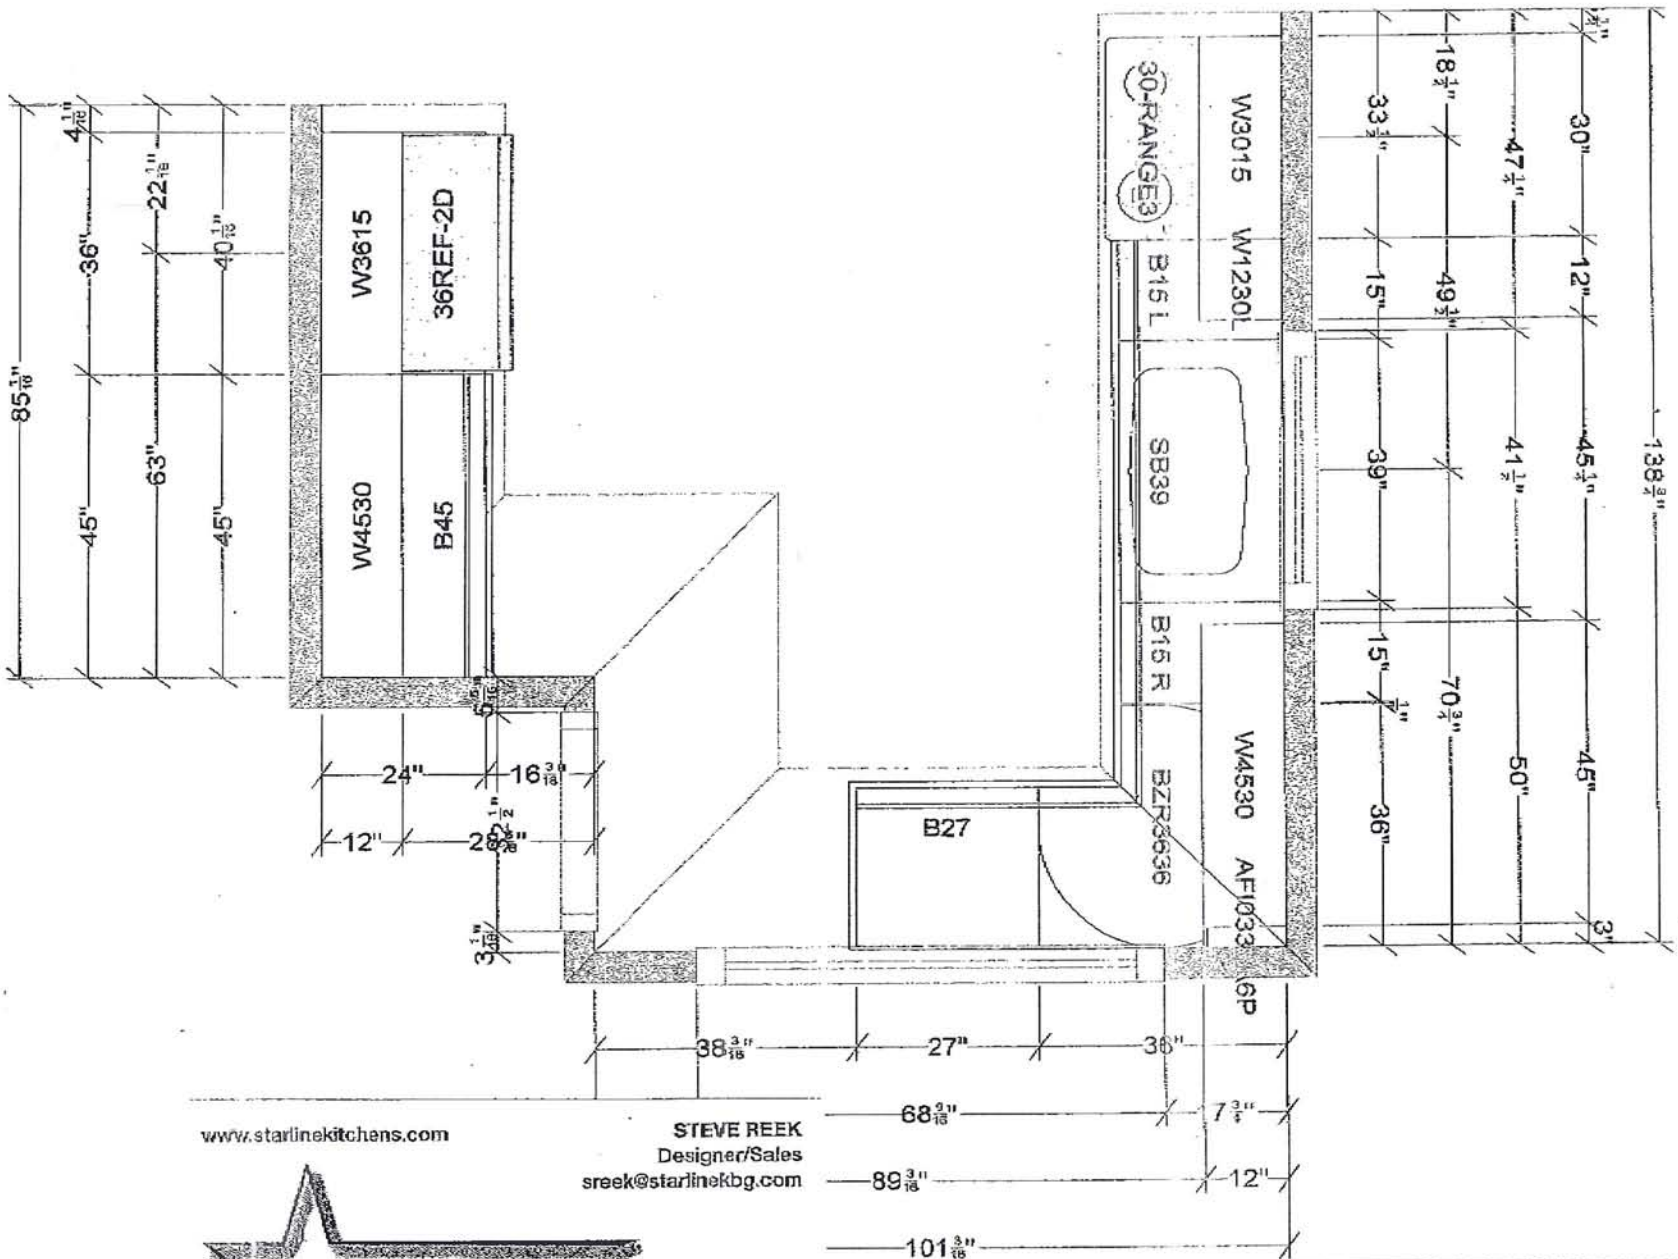 85 1/16"
4 1/16"
36"
45"
22 1/16"
63"
40 1/16"
45"
W3615
36REF-2D
W4530
B45
24"
16 3/16"
12"
3 1/16"
30-RANGE3
W3015
W1230L
B15 L
SB39
B15 R
W4530
BZR3636
B27
33 1/2"
15"
39"
15"
36"
18 1/2"
49 1/2"
70 3/4"
47 1/4"
41 1/2"
50"
30"
12"
45 1/4"
45"
3"
138 3/4"
38 3/16"
27"
36"
68 9/16"
7 3/4"
89 3/16"
12"
101 3/16"
www.starlinekitchens.com
STEVE REEK
Designer/Sales
sreek@starlinekbg.com